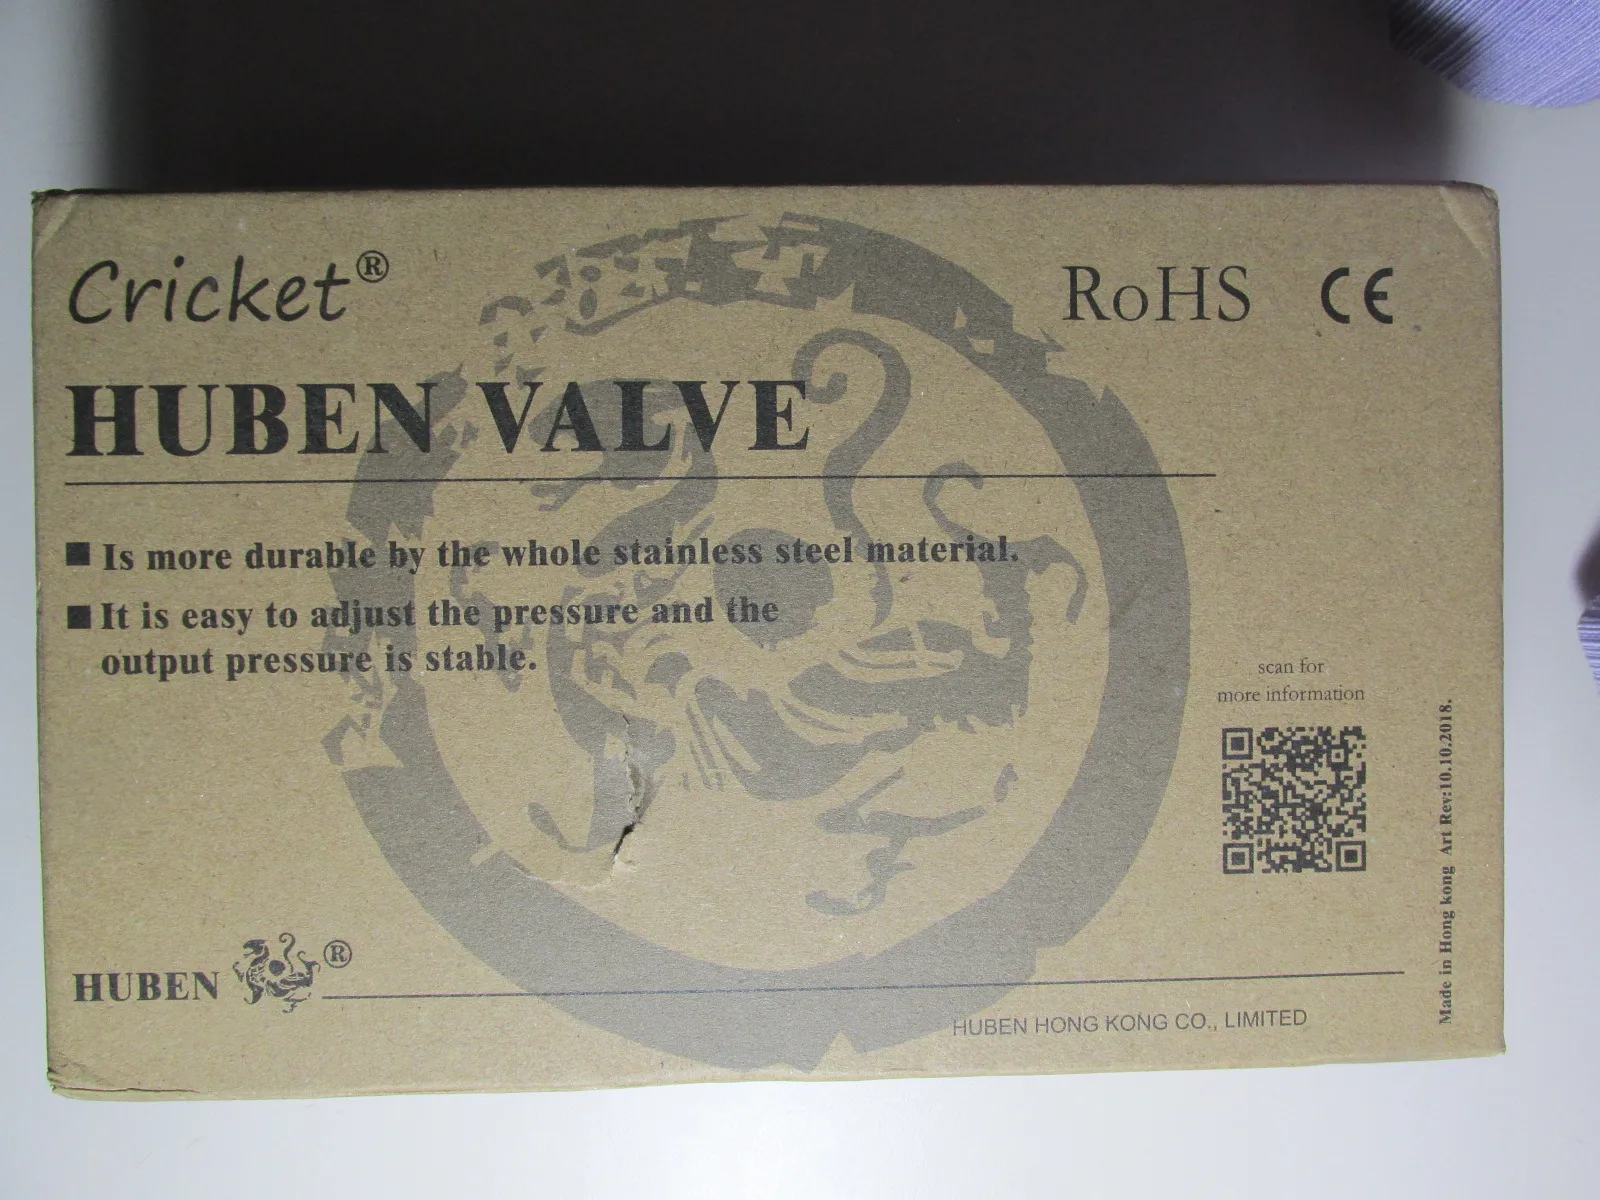 Cricket®
RoHS CE
HUBEN VALVE
■ Is more durable by the whole stainless steel material.
■ It is easy to adjust the pressure and the
output pressure is stable.
scan for
more information
Made in Hong kong Art Rev:10.10.2018.
HUBEN ®
HUBEN HONG KONG CO., LIMITED